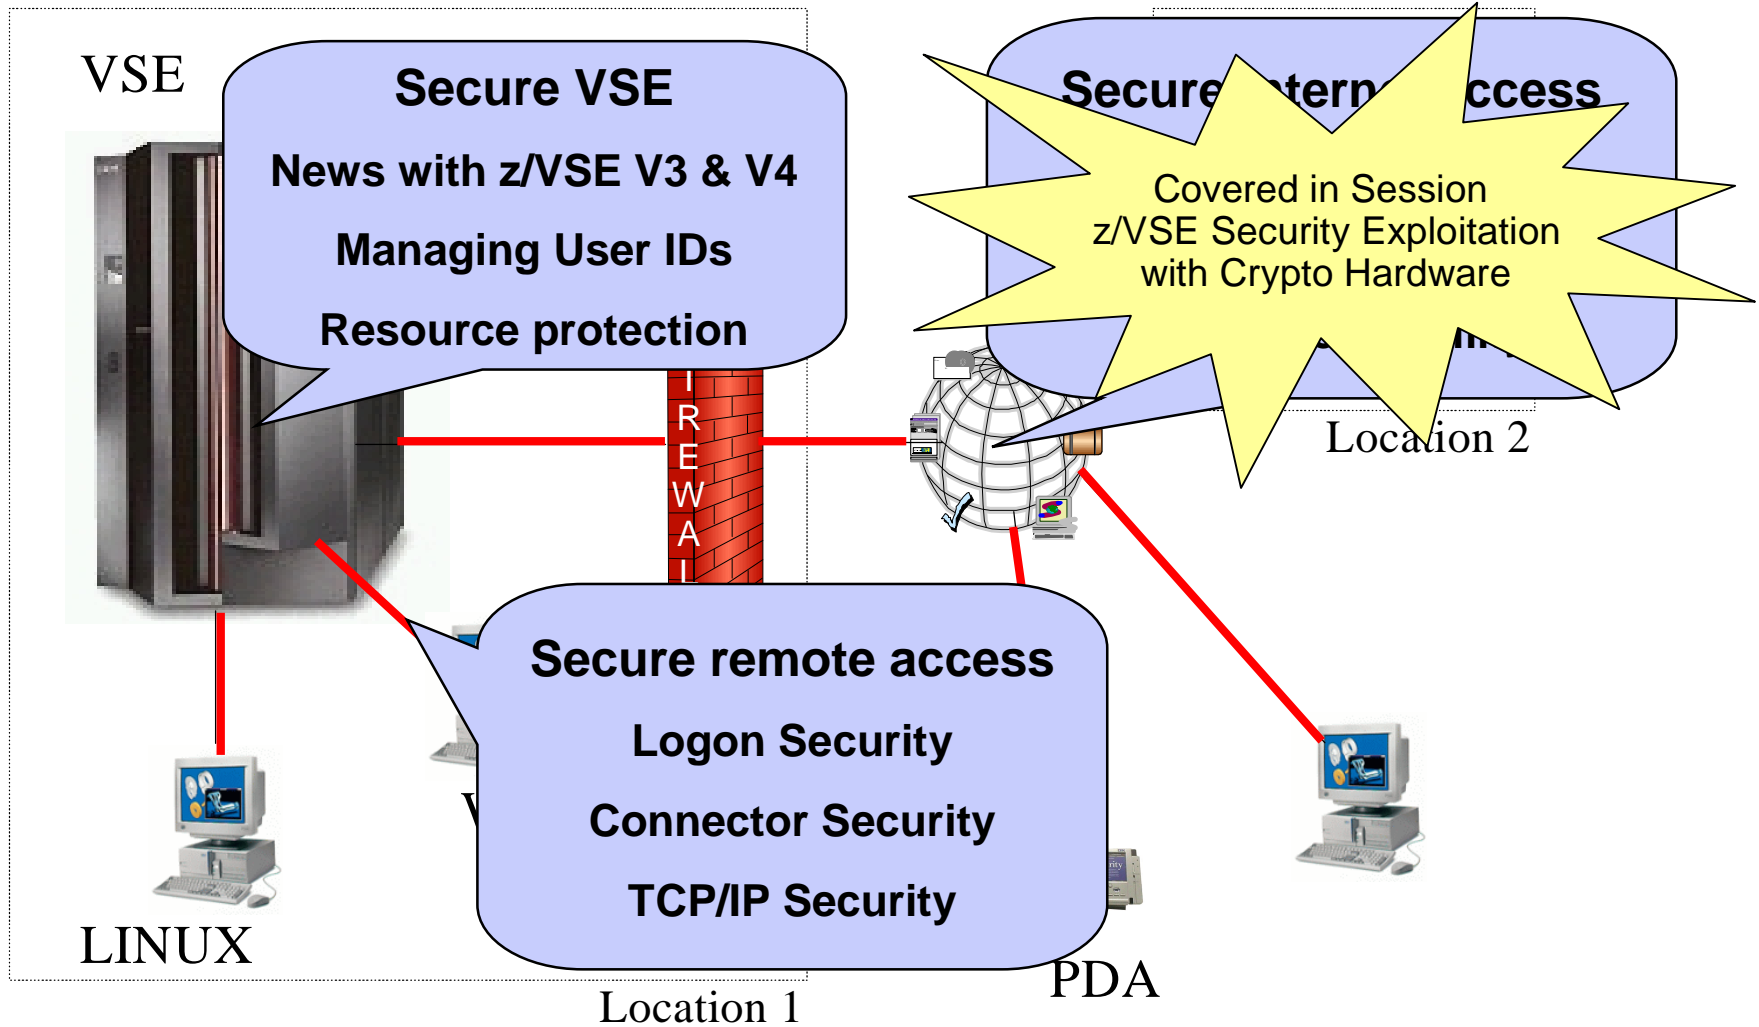 VSE
Secure VSE
News with z/VSE V3 & V4
Managing User IDs
Resource protection
Secure
Covered in Session
z/VSE Security Exploitation
with Crypto Hardware
Location 2
Secure remote access
Logon Security
Connector Security
TCP/IP Security
LINUX
PDA
Location 1